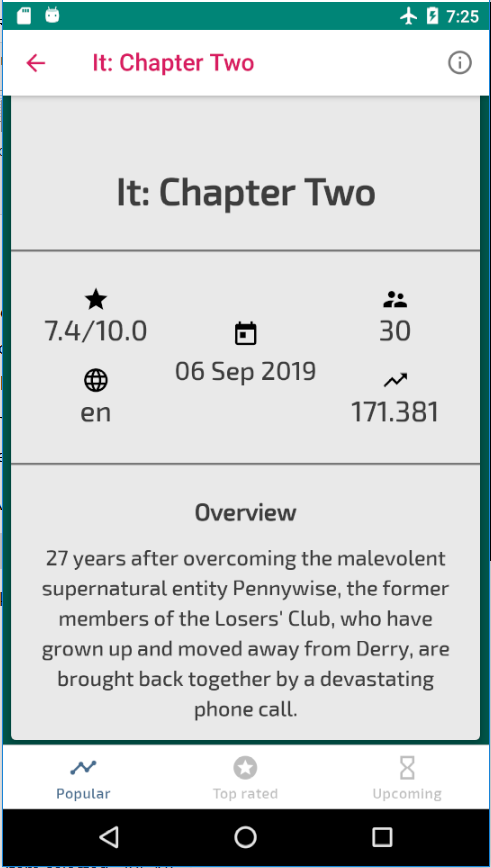 7:25
It: Chapter Two
It: Chapter Two
7.4/10.0
30
06 Sep 2019
en
171.381
Overview
27 years after overcoming the malevolent
supernatural entity Pennywise, the former
members of the Losers' Club, who have
grown up and moved away from Derry, are
brought back together by a devastating
phone call.
Popular
Top rated
Upcoming